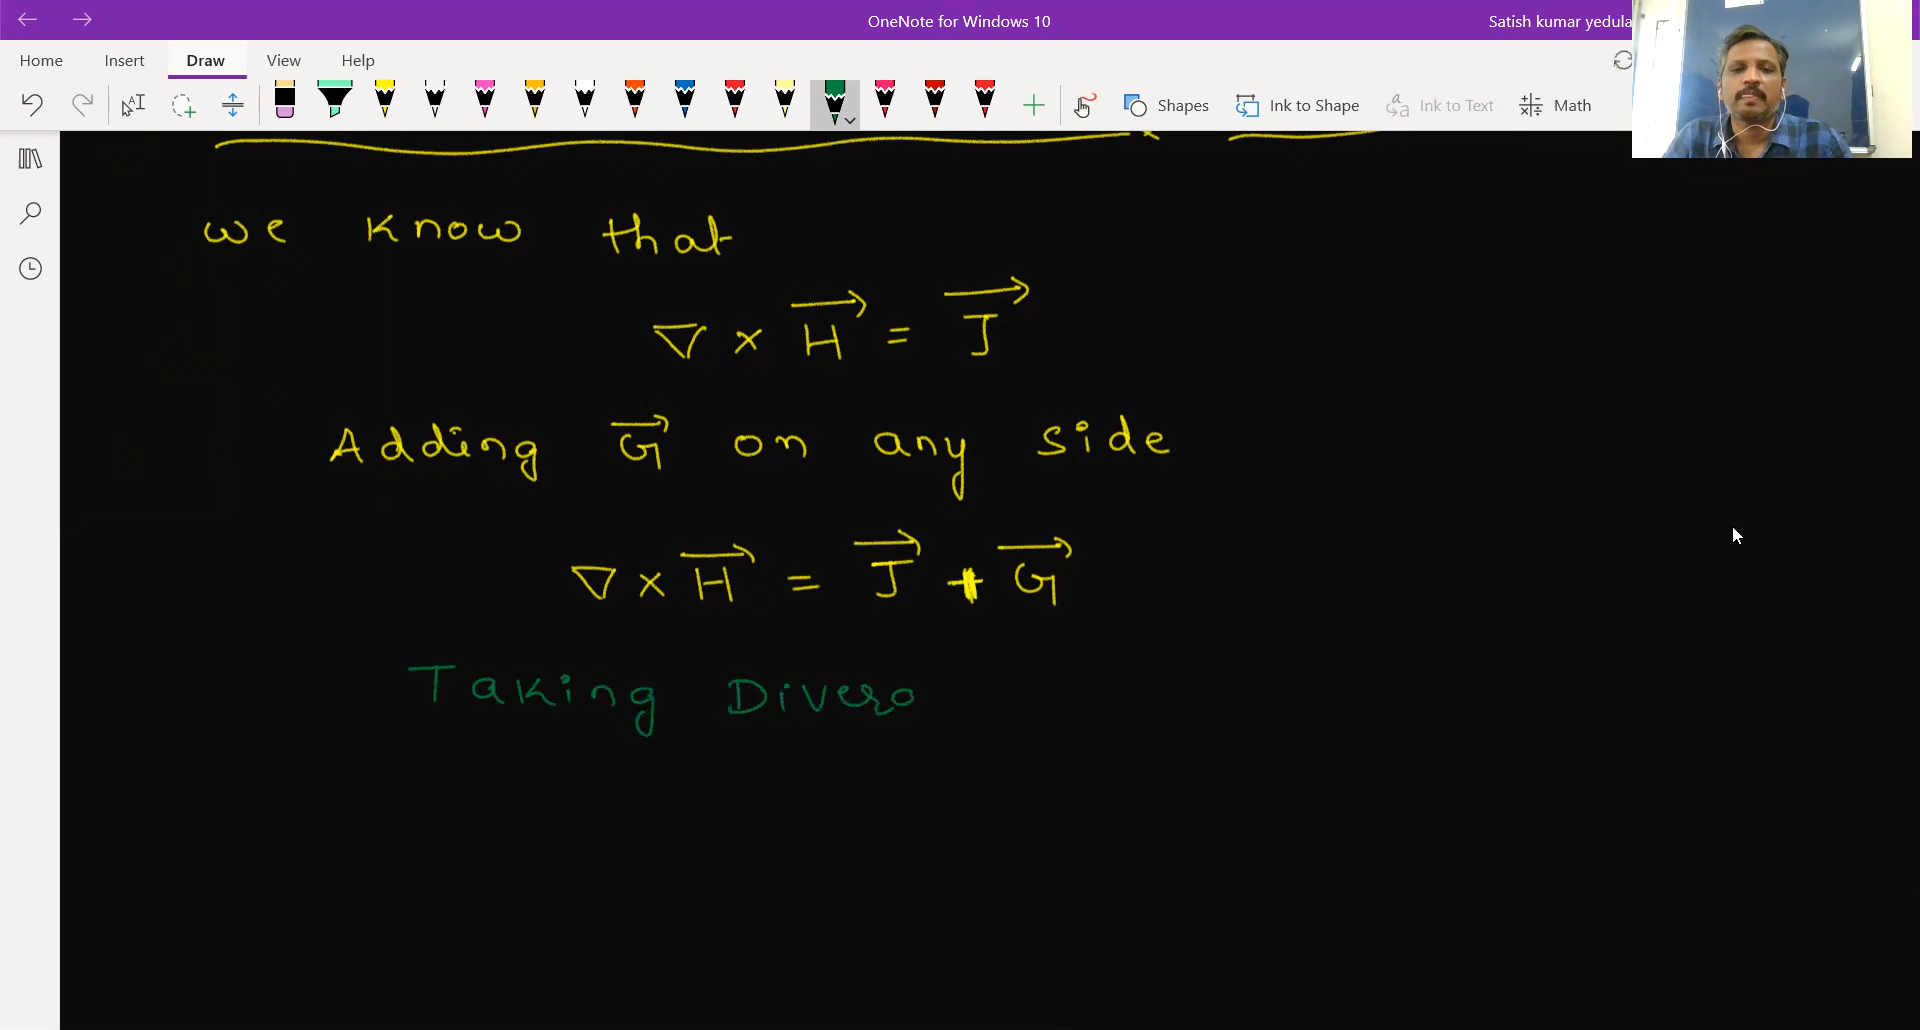 OneNote for Windows 10
Satish kumar yedula
Home Insert Draw View Help
Shapes Ink to Shape Ink to Text Math
we know that
∇ × H⃗ = J⃗
Adding G⃗ on any side
∇ × H⃗ = J⃗ + G⃗
Taking Divero